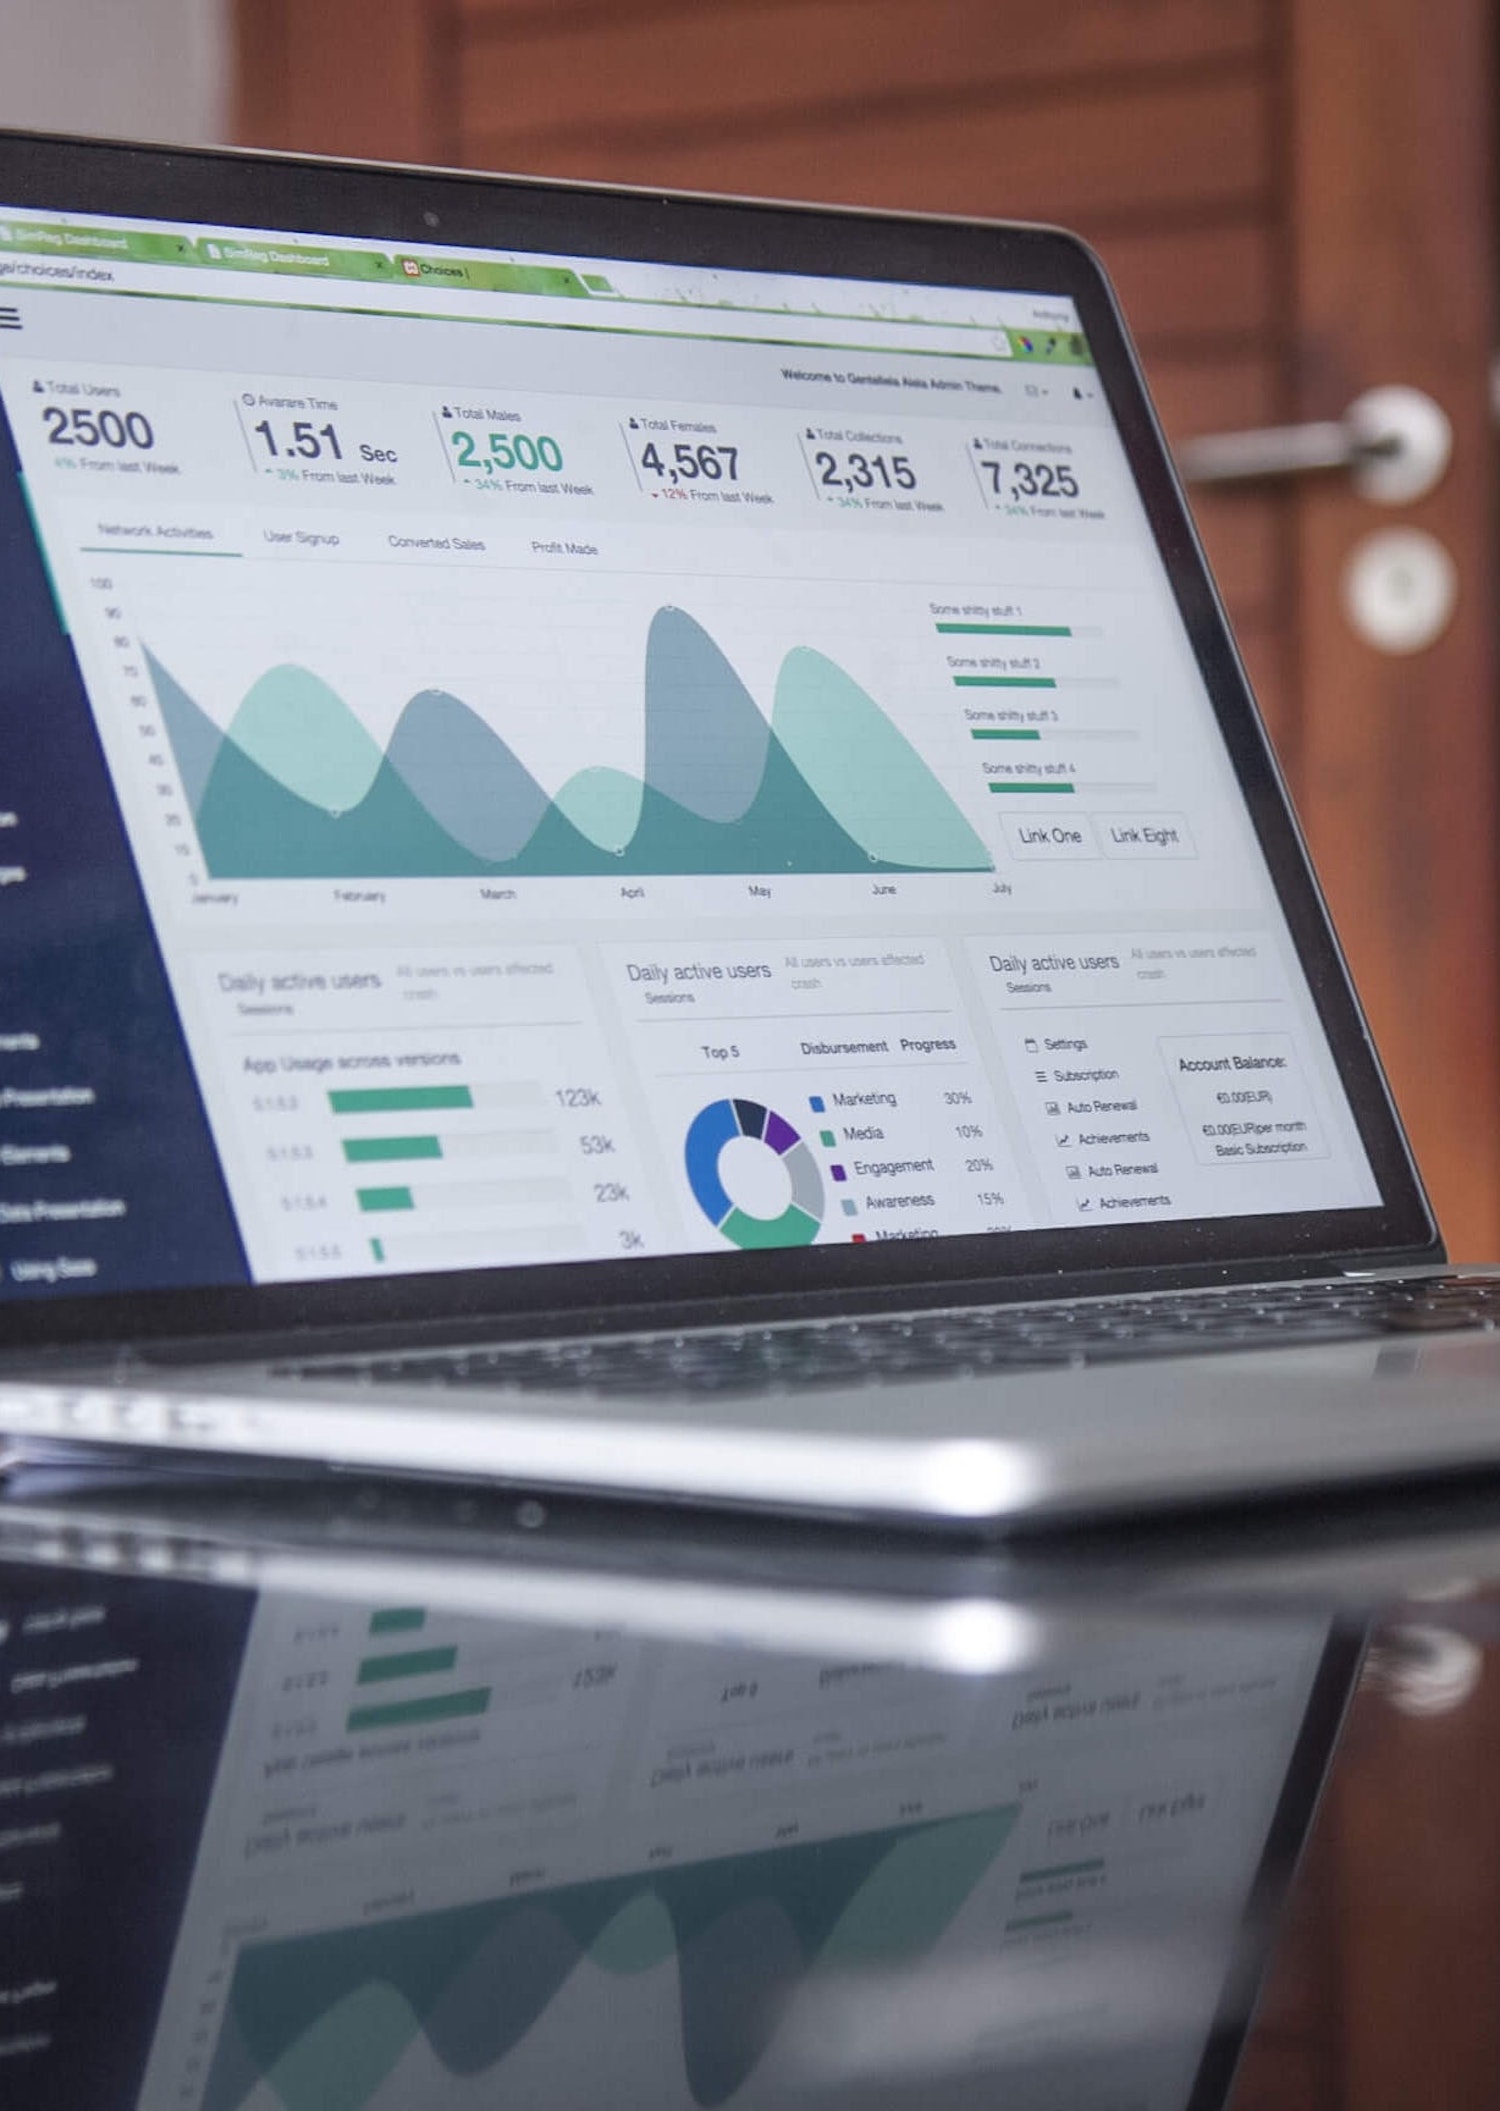 SimReg Dashboard
SimReg Dashboard
Choices |
/choices/index
Welcome to Gentellela Alela Admin Theme
Total Users
2500
4% From last Week
Avarare Time
1.51 Sec
3% From last Week
Total Males
2,500
34% From last Week
Total Females
4,567
12% From last Week
Total Collections
2,315
34% From last Week
Total Connections
7,325
34% From last Week
Network Activities
User Signup
Converted Sales
Profit Made
100
90
80
70
60
50
40
30
20
10
0
January
February
March
April
May
June
July
Some shitty stuff 1
Some shitty stuff 2
Some shitty stuff 3
Some shitty stuff 4
Link One
Link Eight
Daily active users All users vs users affected
crash
Sessions
App Usage across versions
123k
53k
23k
3k
Daily active users All users vs users affected
crash
Sessions
Top 5 Disbursement Progress
Marketing 30%
Media 10%
Engagement 20%
Awareness 15%
Marketing
Daily active users All users vs users affected
crash
Sessions
Settings
Subscription
Auto Renewal
Achievements
Auto Renewal
Achievements
Account Balance:
€0.00(EUR)
€0.00(EUR)per month
Basic Subscription
Presentation
Elements
Data Presentation